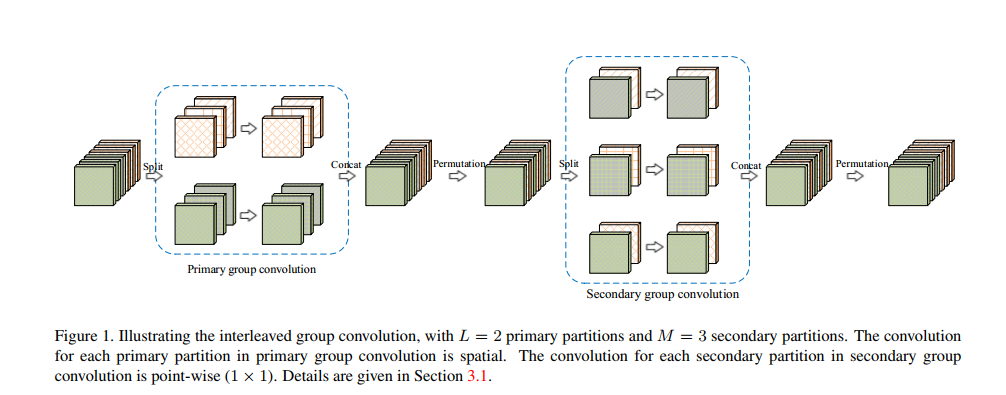 Split
Concat
Permutation
Split
Concat
Permutation
Primary group convolution
Secondary group convolution
Figure 1. Illustrating the interleaved group convolution, with L = 2 primary partitions and M = 3 secondary partitions. The convolution
for each primary partition in primary group convolution is spatial. The convolution for each secondary partition in secondary group
convolution is point-wise (1 × 1). Details are given in Section 3.1.